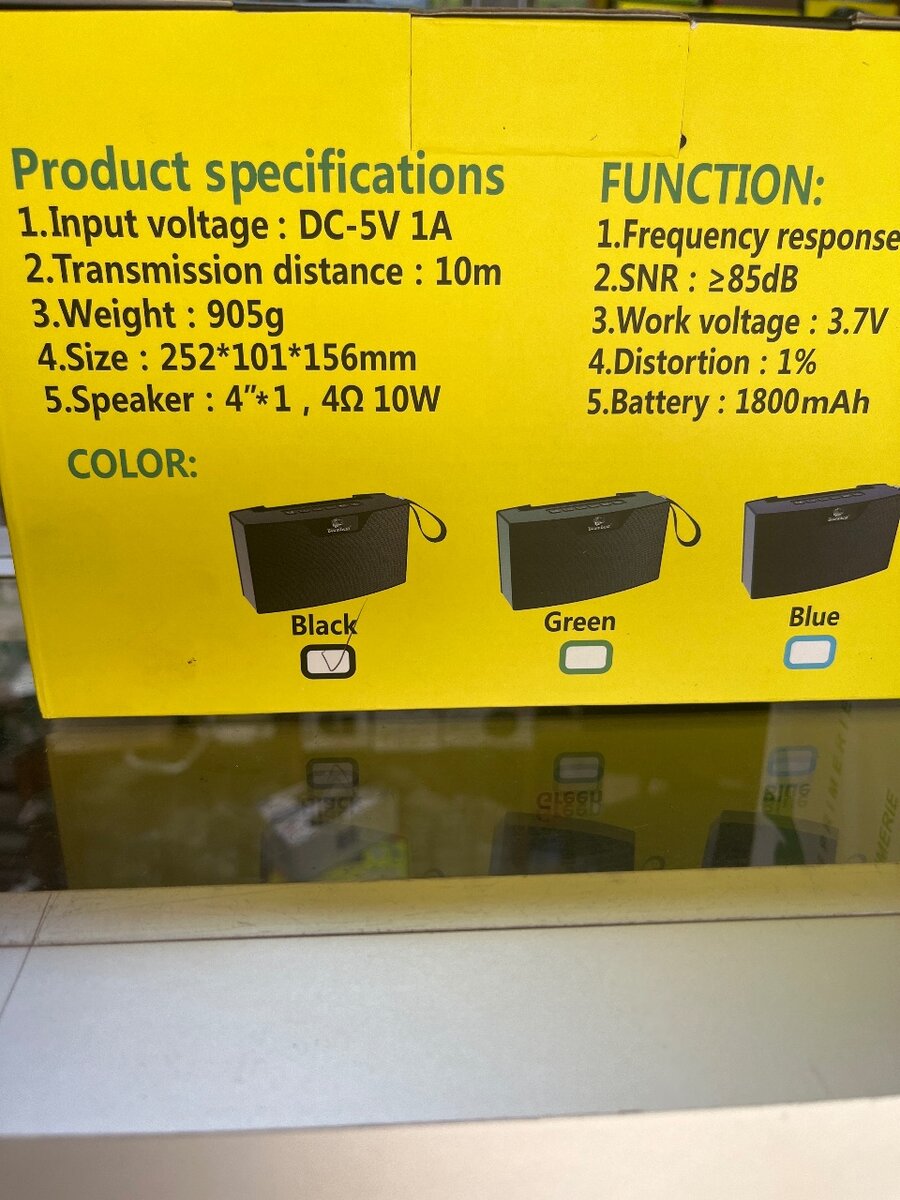 Product specifications
1.Input voltage : DC-5V 1A
2.Transmission distance : 10m
3.Weight : 905g
4.Size : 252*101*156mm
5.Speaker : 4"*1 , 4Ω 10W
FUNCTION:
1.Frequency response
2.SNR : ≥85dB
3.Work voltage : 3.7V
4.Distortion : 1%
5.Battery : 1800mAh
COLOR:
Black
Green
Blue